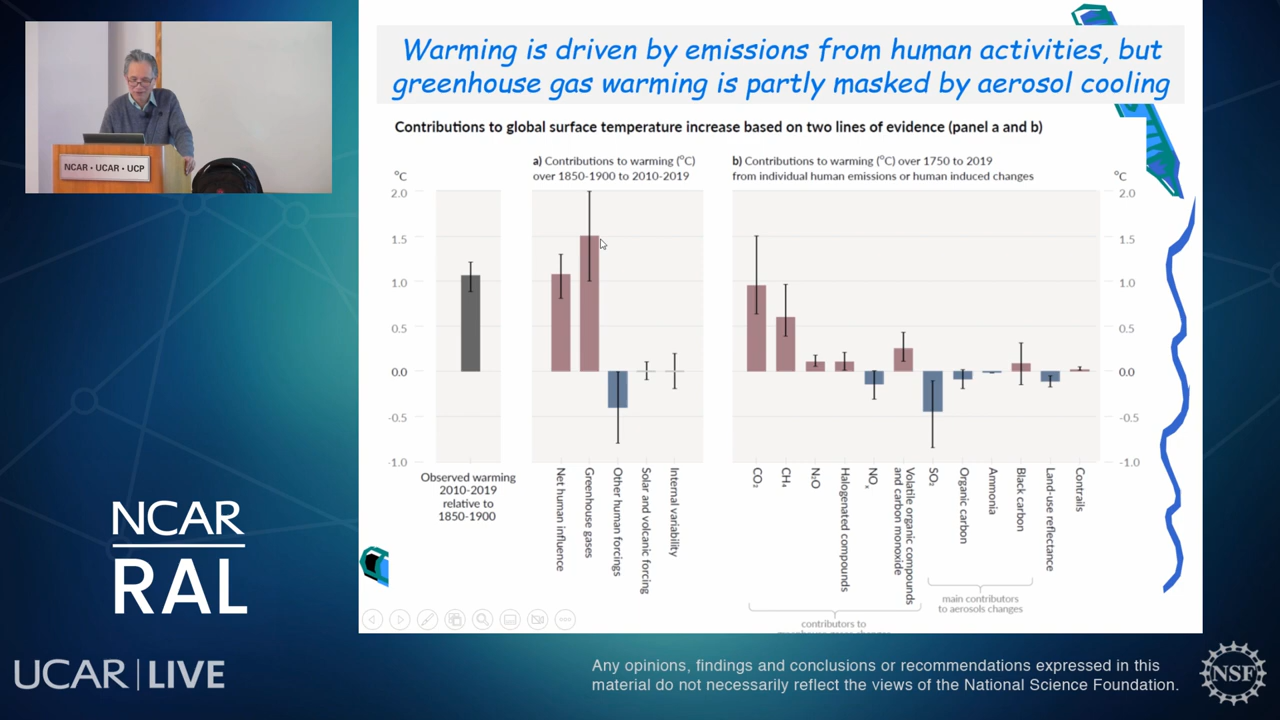 NCAR • UCAR • UCP
Warming is driven by emissions from human activities, but
greenhouse gas warming is partly masked by aerosol cooling
Contributions to global surface temperature increase based on two lines of evidence (panel a and b)
a) Contributions to warming (°C)
over 1850-1900 to 2010-2019
b) Contributions to warming (°C) over 1750 to 2019
from individual human emissions or human induced changes
°C
2.0
1.5
1.0
0.5
0.0
-0.5
-1.0
°C
2.0
1.5
1.0
0.5
0.0
-0.5
-1.0
Observed warming
2010-2019
relative to
1850-1900
Net human influence
Greenhouse gases
Other human forcings
Solar and volcanic forcing
Internal variability
CO₂
CH₄
N₂O
Halogenated compounds
NOₓ
Volatile organic compounds
and carbon monoxide
SO₂
Organic carbon
Ammonia
Black carbon
Land-use reflectance
Contrails
main contributors
to aerosols changes
contributors to
NCAR
RAL
UCAR | LIVE
Any opinions, findings and conclusions or recommendations expressed in this
material do not necessarily reflect the views of the National Science Foundation.
NSF